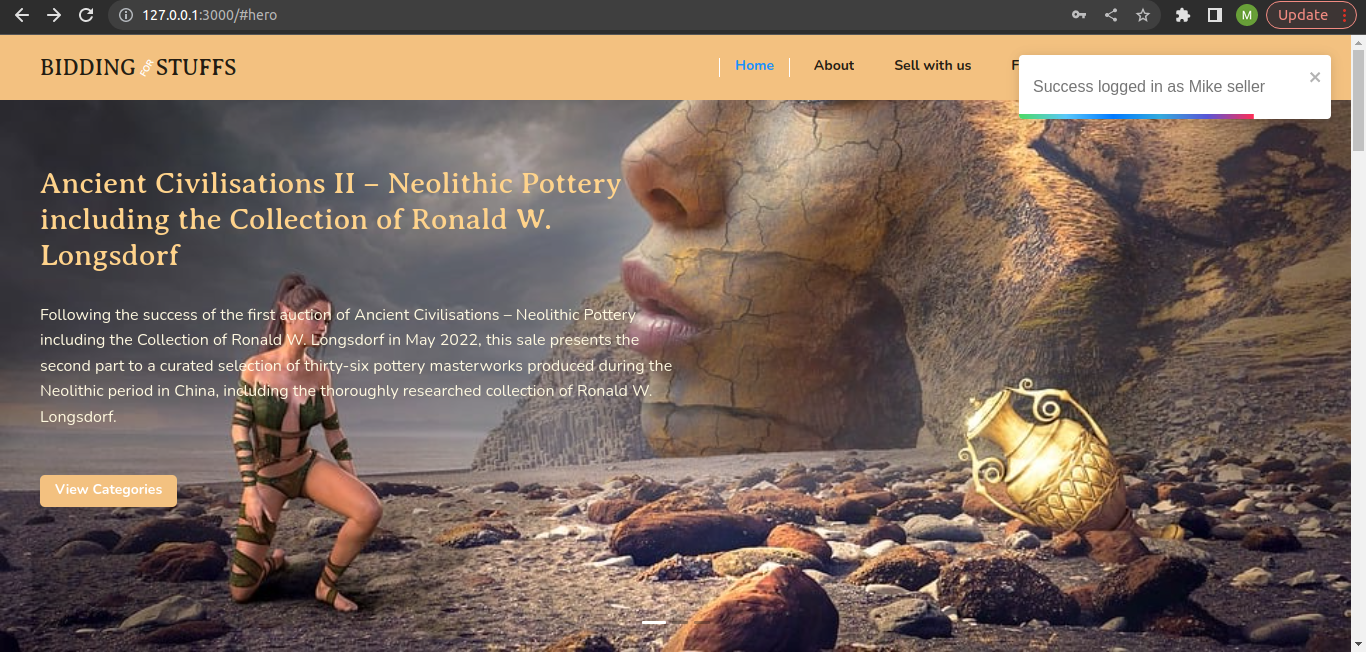 127.0.0.1:3000/#hero
M
Update
BIDDING FOR STUFFS
Home
About
Sell with us
F
Success logged in as Mike seller
Ancient Civilisations II – Neolithic Pottery
including the Collection of Ronald W.
Longsdorf
Following the success of the first auction of Ancient Civilisations – Neolithic Pottery
including the Collection of Ronald W. Longsdorf in May 2022, this sale presents the
second part to a curated selection of thirty-six pottery masterworks produced during the
Neolithic period in China, including the thoroughly researched collection of Ronald W.
Longsdorf.
View Categories